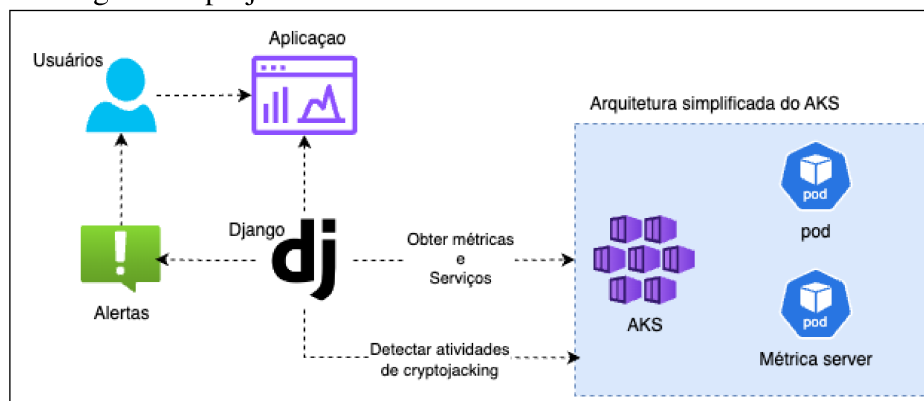 Aplicaçao
Usuários
Arquitetura simplificada do AKS
pod
pod
Django
dj
Obter métricas
e
Serviços
Alertas
AKS
pod
Métrica server
Detectar atividades
de cryptojacking